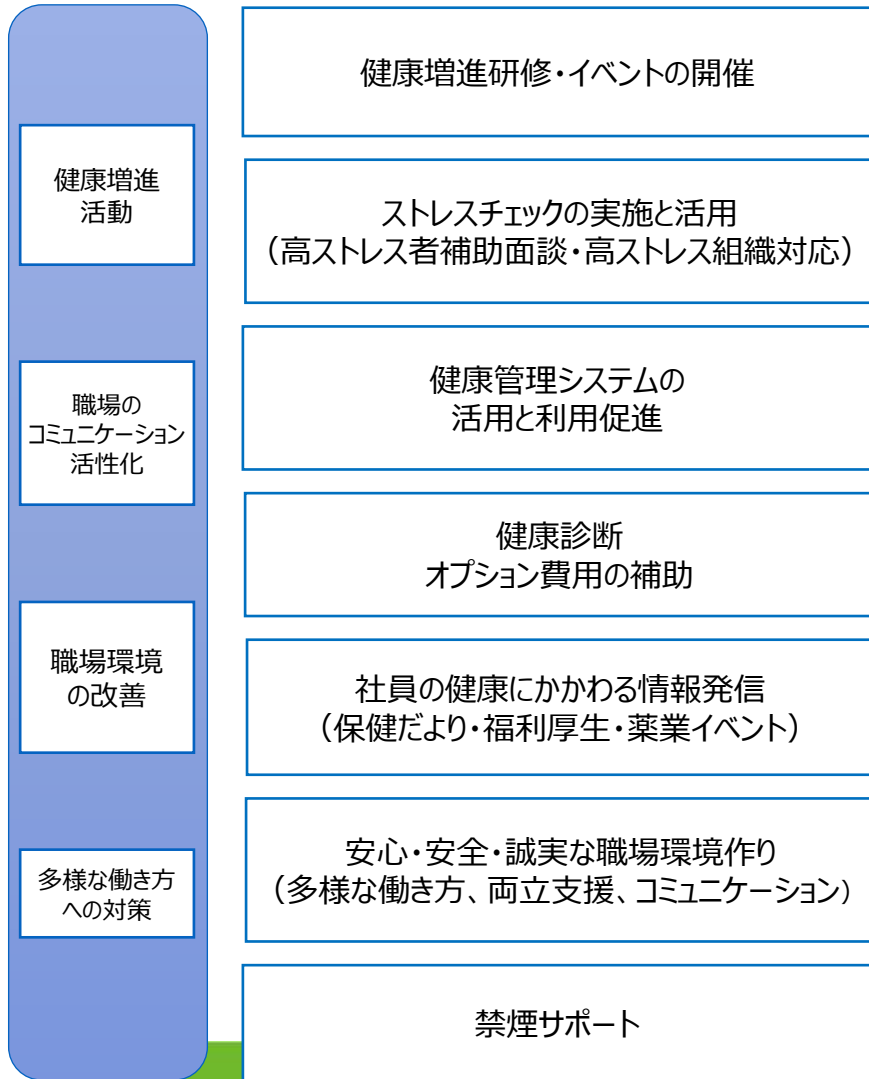 健康増進
活動
職場の
コミュニケーション
活性化
職場環境
の改善
多様な働き方
への対策
健康増進研修・イベントの開催
ストレスチェックの実施と活用
（高ストレス者補助面談・高ストレス組織対応）
健康管理システムの
活用と利用促進
健康診断
オプション費用の補助
社員の健康にかかわる情報発信
（保健だより・福利厚生・薬業イベント）
安心・安全・誠実な職場環境作り
（多様な働き方、両立支援、コミュニケーション）
禁煙サポート